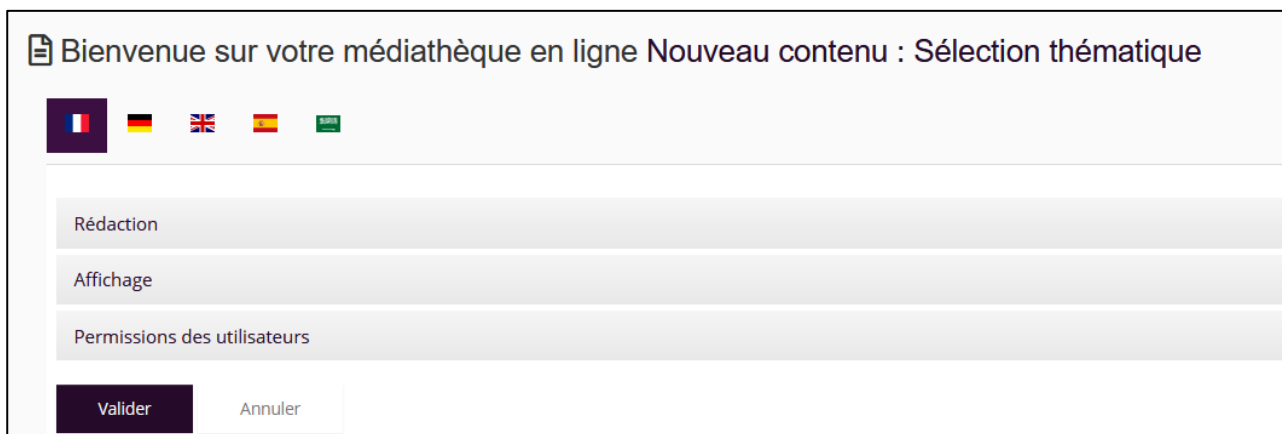 Bienvenue sur votre médiathèque en ligne Nouveau contenu : Sélection thématique
Rédaction
Affichage
Permissions des utilisateurs
Valider Annuler